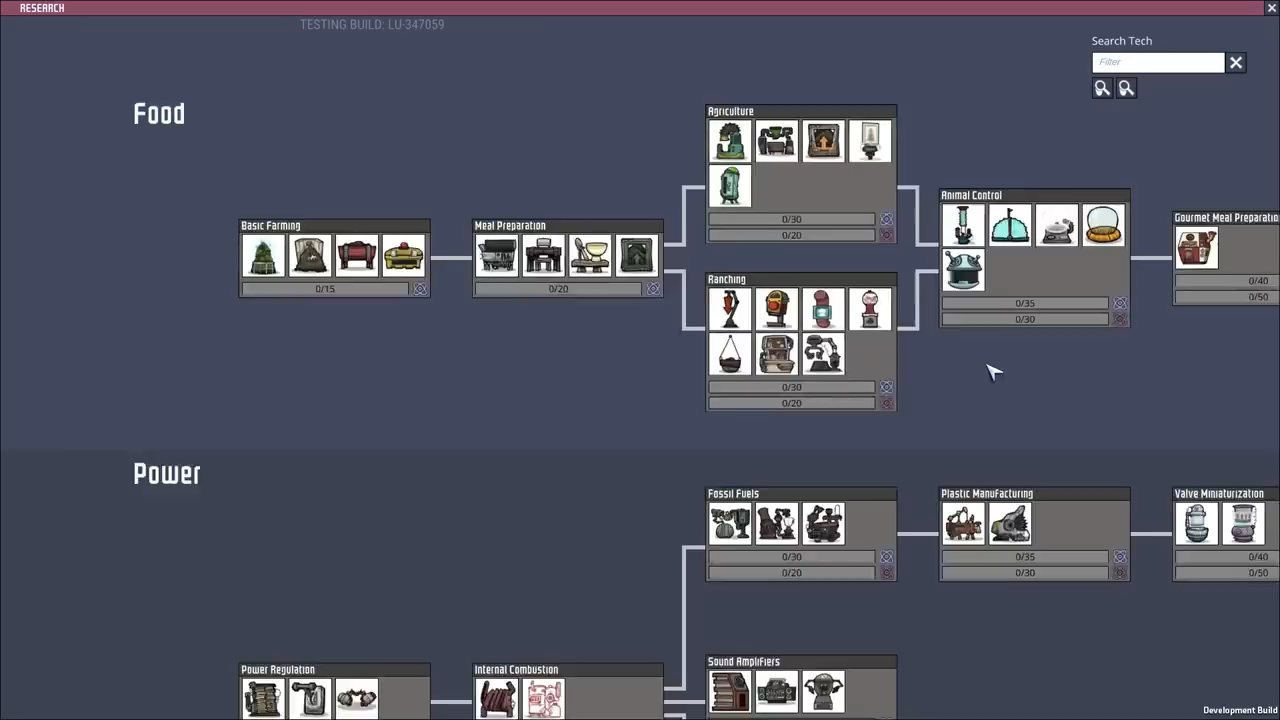 RESEARCH
TESTING BUILD: LU-347059
Search Tech
Filter
Food
Agriculture
0/30
0/20
Animal Control
0/35
0/30
Gourmet Meal Preparatio
0/40
0/50
Basic Farming
0/15
Meal Preparation
0/20
Ranching
0/30
0/20
Power
Fossil Fuels
0/30
0/20
Plastic Manufacturing
0/35
0/30
Valve Miniaturization
0/40
0/50
Power Regulation
Internal Combustion
Sound Amplifiers
Development Build